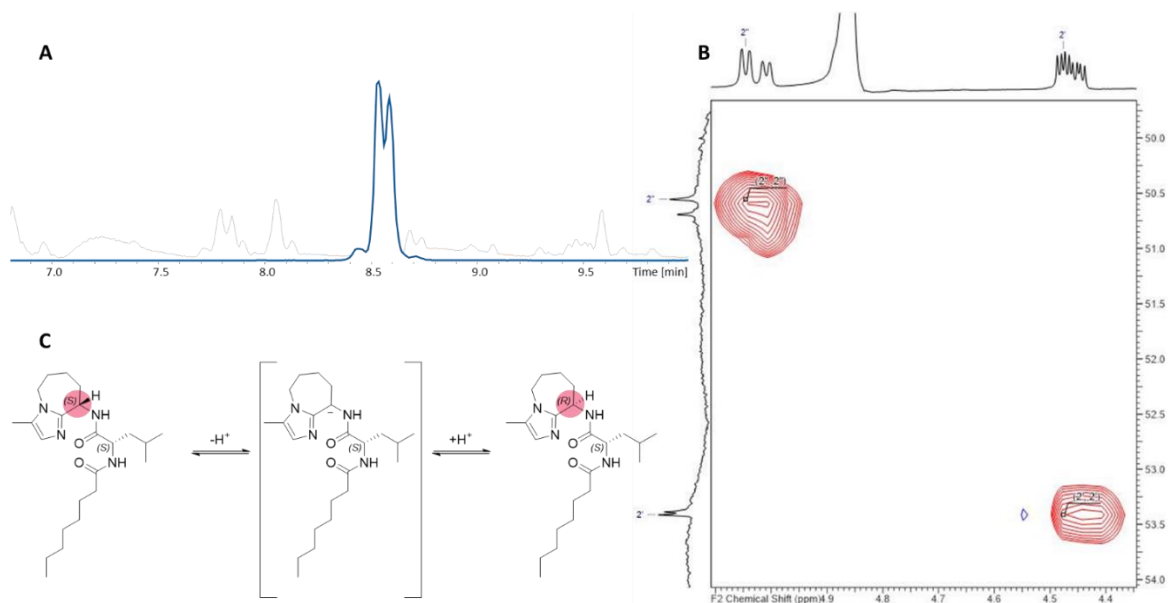 A
7.0 7.5 8.0 8.5 9.0 9.5 Time [min]
B
2" 2'
2"
2'
(2", 2")
(2', 2')
50.0
50.5
51.0
51.5
52.0
52.5
53.0
53.5
54.0
F2 Chemical Shift (ppm) 4.9 4.8 4.7 4.6 4.5 4.4
C
(S) H
N
N NH
O (S)
O NH
-H+
H
N -
N NH
O (S)
O NH
+H+
(R) H
N
N NH
O (S)
O NH